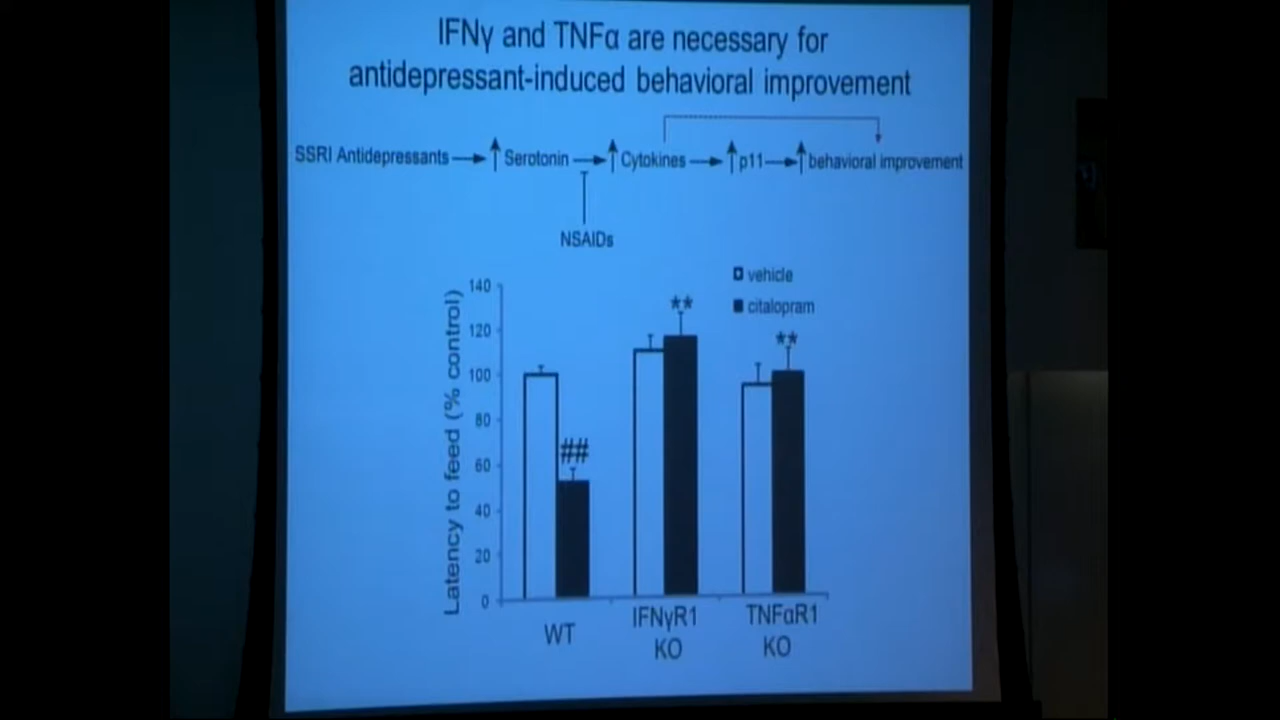 IFNγ and TNFα are necessary for
antidepressant-induced behavioral improvement
SSRI Antidepressants Serotonin Cytokines p11 behavioral improvement
NSAIDs
vehicle
citalopram
Latency to feed (% control)
140
120
100
80
60
40
20
0
##
**
**
WT
IFNγR1
KO
TNFαR1
KO